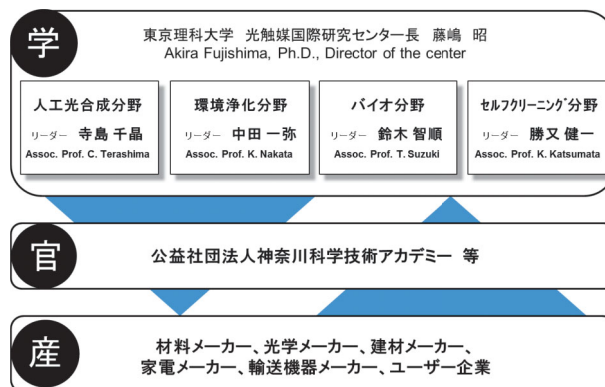 学
東京理科大学 光触媒国際研究センター長 藤嶋 昭
Akira Fujishima, Ph.D., Director of the center
人工光合成分野
リーダー 寺島 千晶
Assoc. Prof. C. Terashima
環境浄化分野
リーダー 中田 一弥
Assoc. Prof. K. Nakata
バイオ分野
リーダー 鈴木 智順
Assoc. Prof. T. Suzuki
セルフクリーニング分野
リーダー 勝又 健一
Assoc. Prof. K. Katsumata
官
公益社団法人神奈川科学技術アカデミー 等
産
材料メーカー、光学メーカー、建材メーカー、
家電メーカー、輸送機器メーカー、ユーザー企業